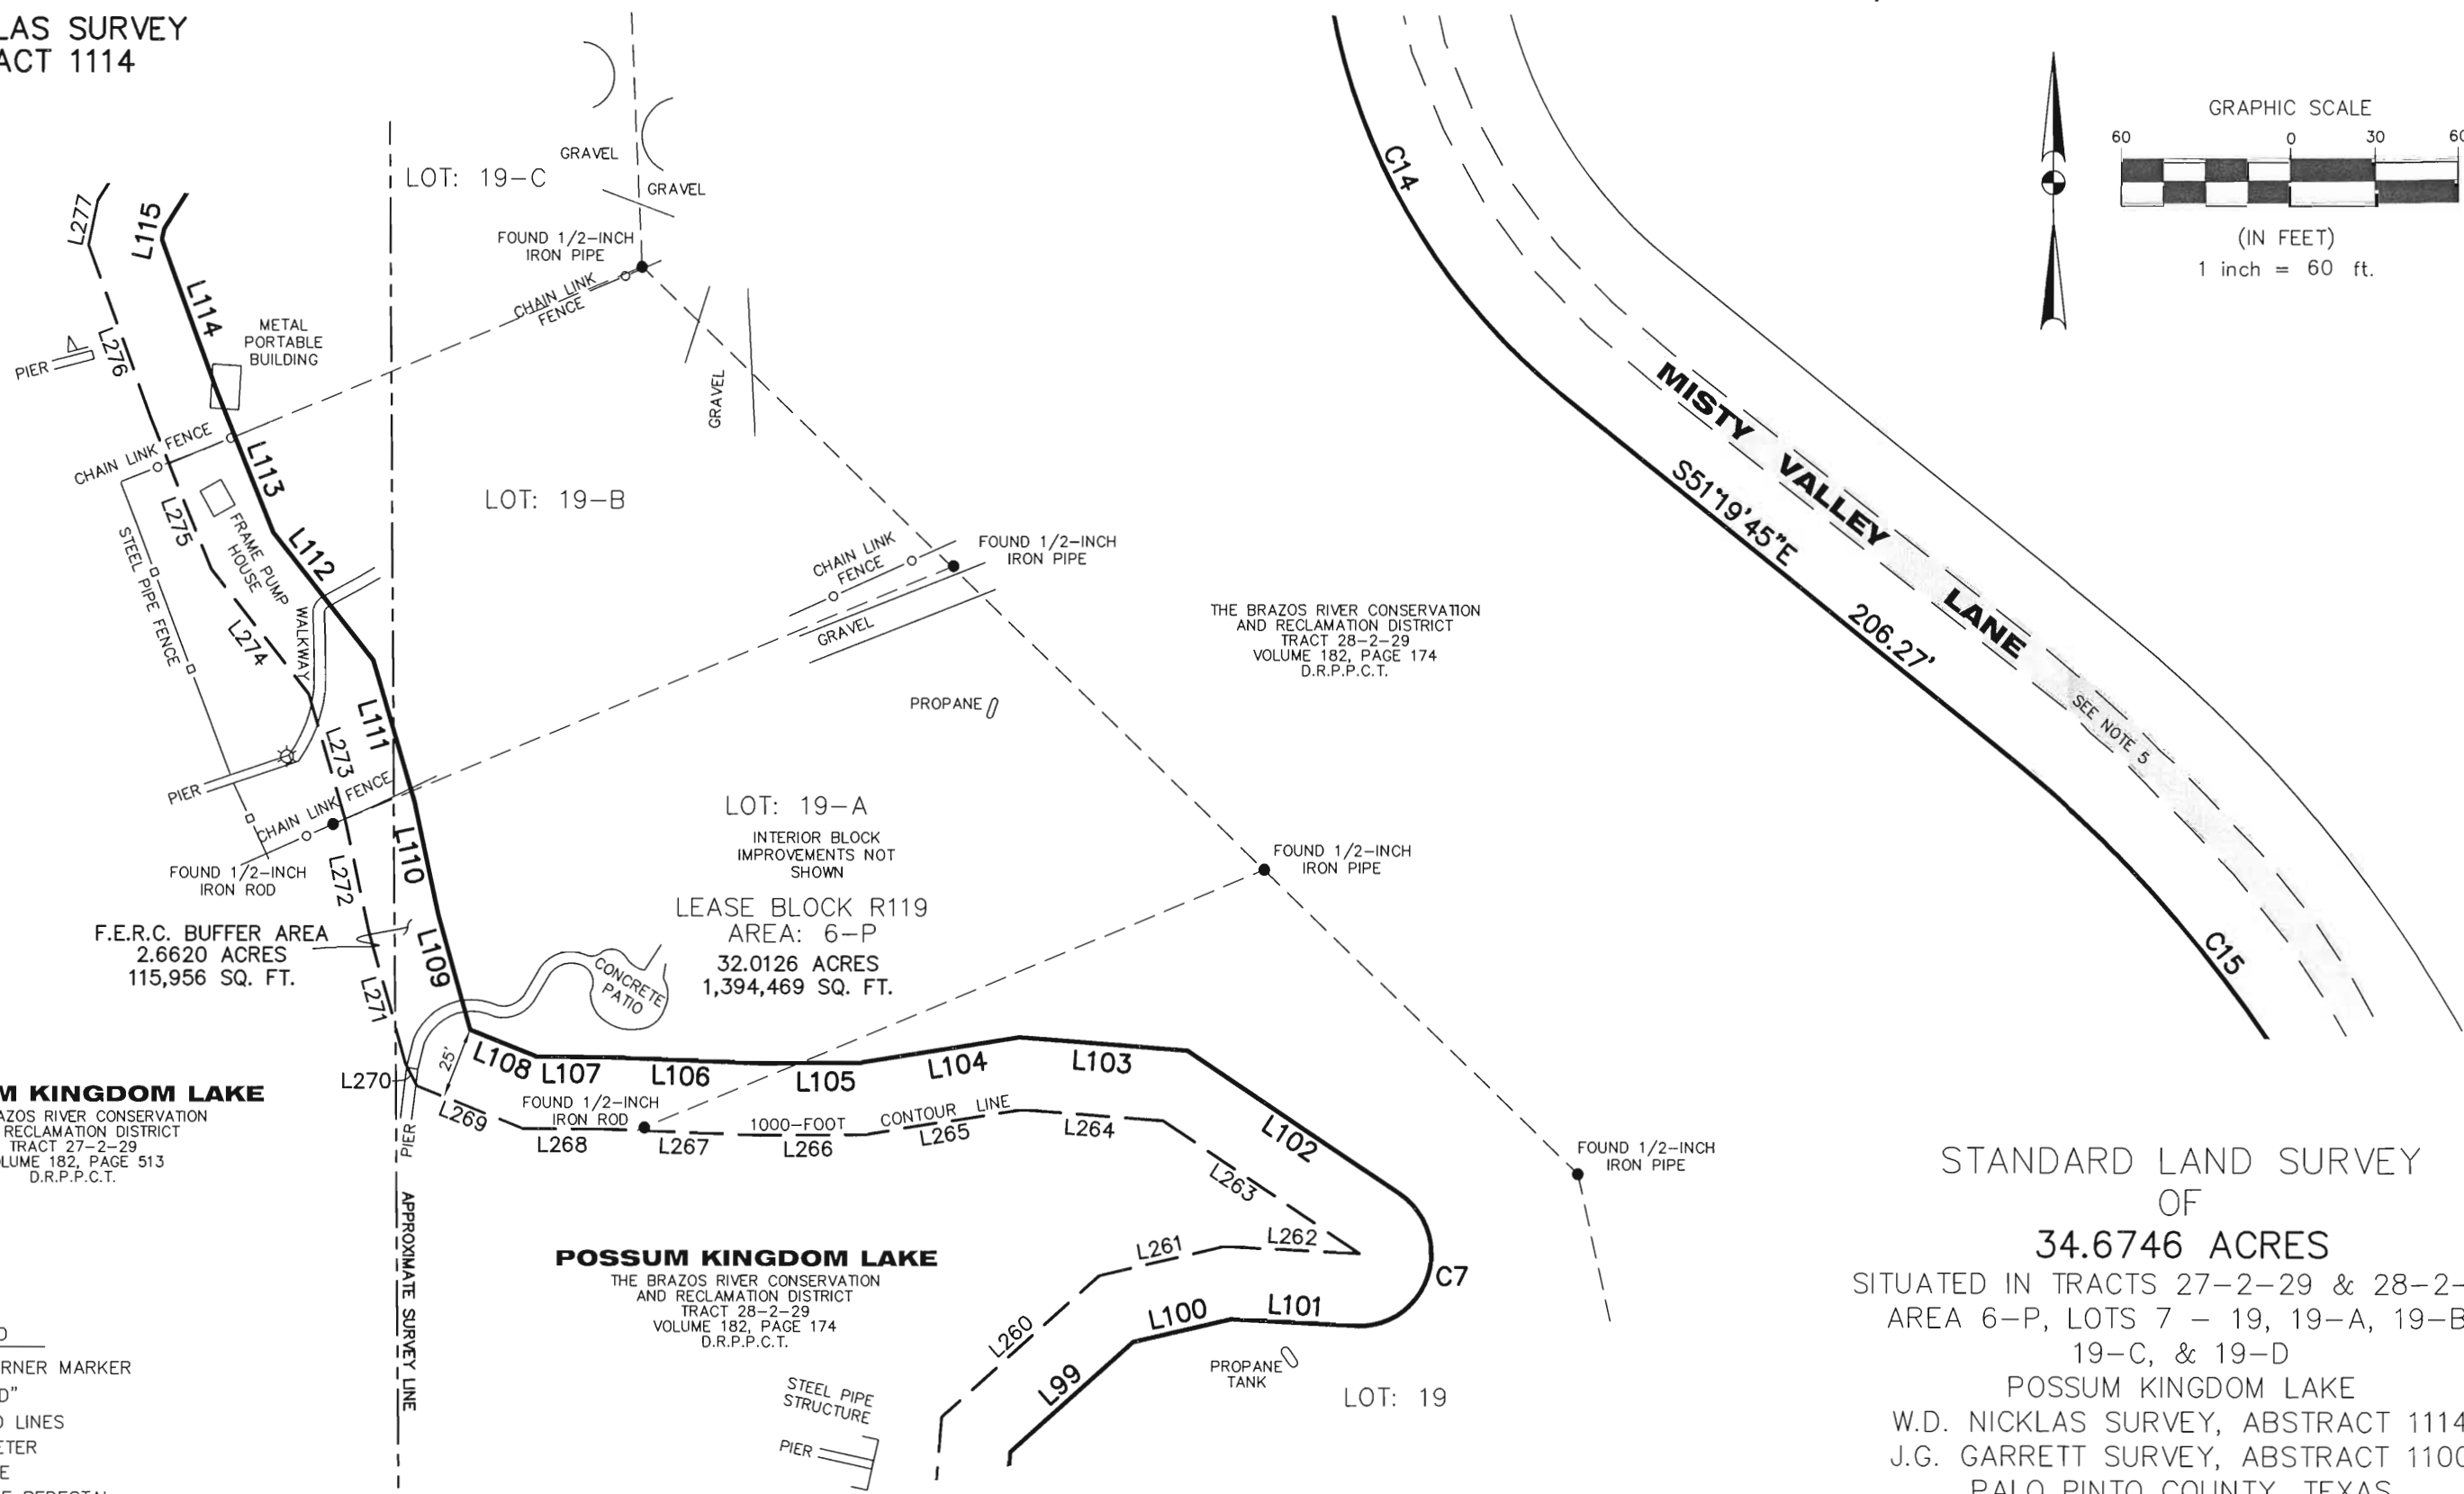 LAS SURVEY
ACT 1114
GRAPHIC SCALE
60 0 30 60
(IN FEET)
1 inch = 60 ft.
LOT: 19-C
GRAVEL
GRAVEL
FOUND 1/2-INCH
IRON PIPE
CHAIN LINK
FENCE
C14
L277
L115
L114
L276
PIER
METAL
PORTABLE
BUILDING
GRAVEL
MISTY VALLEY LANE
S51°19'45"E
206.27'
SEE NOTE 5
C15
CHAIN LINK FENCE
L113
L275
LOT: 19-B
STEEL PIPE FENCE
FRAME PUMP
HOUSE
L112
L274
WALKWAY
CHAIN LINK
FENCE
FOUND 1/2-INCH
IRON PIPE
GRAVEL
THE BRAZOS RIVER CONSERVATION
AND RECLAMATION DISTRICT
TRACT 28-2-29
VOLUME 182, PAGE 174
D.R.P.P.C.T.
PROPANE
L111
L273
PIER
CHAIN LINK FENCE
FOUND 1/2-INCH
IRON ROD
L110
L272
LOT: 19-A
INTERIOR BLOCK
IMPROVEMENTS NOT
SHOWN
LEASE BLOCK R119
AREA: 6-P
32.0126 ACRES
1,394,469 SQ. FT.
FOUND 1/2-INCH
IRON PIPE
F.E.R.C. BUFFER AREA
2.6620 ACRES
115,956 SQ. FT.
L109
L271
CONCRETE
PATIO
25'
L270
L108
L107
L106
L105
L104
L103
L102
M KINGDOM LAKE
AZOS RIVER CONSERVATION
RECLAMATION DISTRICT
TRACT 27-2-29
LUME 182, PAGE 513
D.R.P.P.C.T.
PIER
L269
FOUND 1/2-INCH
IRON ROD
L268
L267
1000-FOOT CONTOUR LINE
L266
L265
L264
L263
FOUND 1/2-INCH
IRON PIPE
APPROXIMATE SURVEY LINE
POSSUM KINGDOM LAKE
THE BRAZOS RIVER CONSERVATION
AND RECLAMATION DISTRICT
TRACT 28-2-29
VOLUME 182, PAGE 174
D.R.P.P.C.T.
L262
L261
C7
L260
L101
L100
L99
PROPANE
TANK
LOT: 19
STEEL PIPE
STRUCTURE
PIER
STANDARD LAND SURVEY
OF
34.6746 ACRES
SITUATED IN TRACTS 27-2-29 & 28-2-
AREA 6-P, LOTS 7 - 19, 19-A, 19-B
19-C, & 19-D
POSSUM KINGDOM LAKE
W.D. NICKLAS SURVEY, ABSTRACT 1114
J.G. GARRETT SURVEY, ABSTRACT 1100
PALO PINTO COUNTY, TEXAS
D
RNER MARKER
D"
D LINES
ETER
E